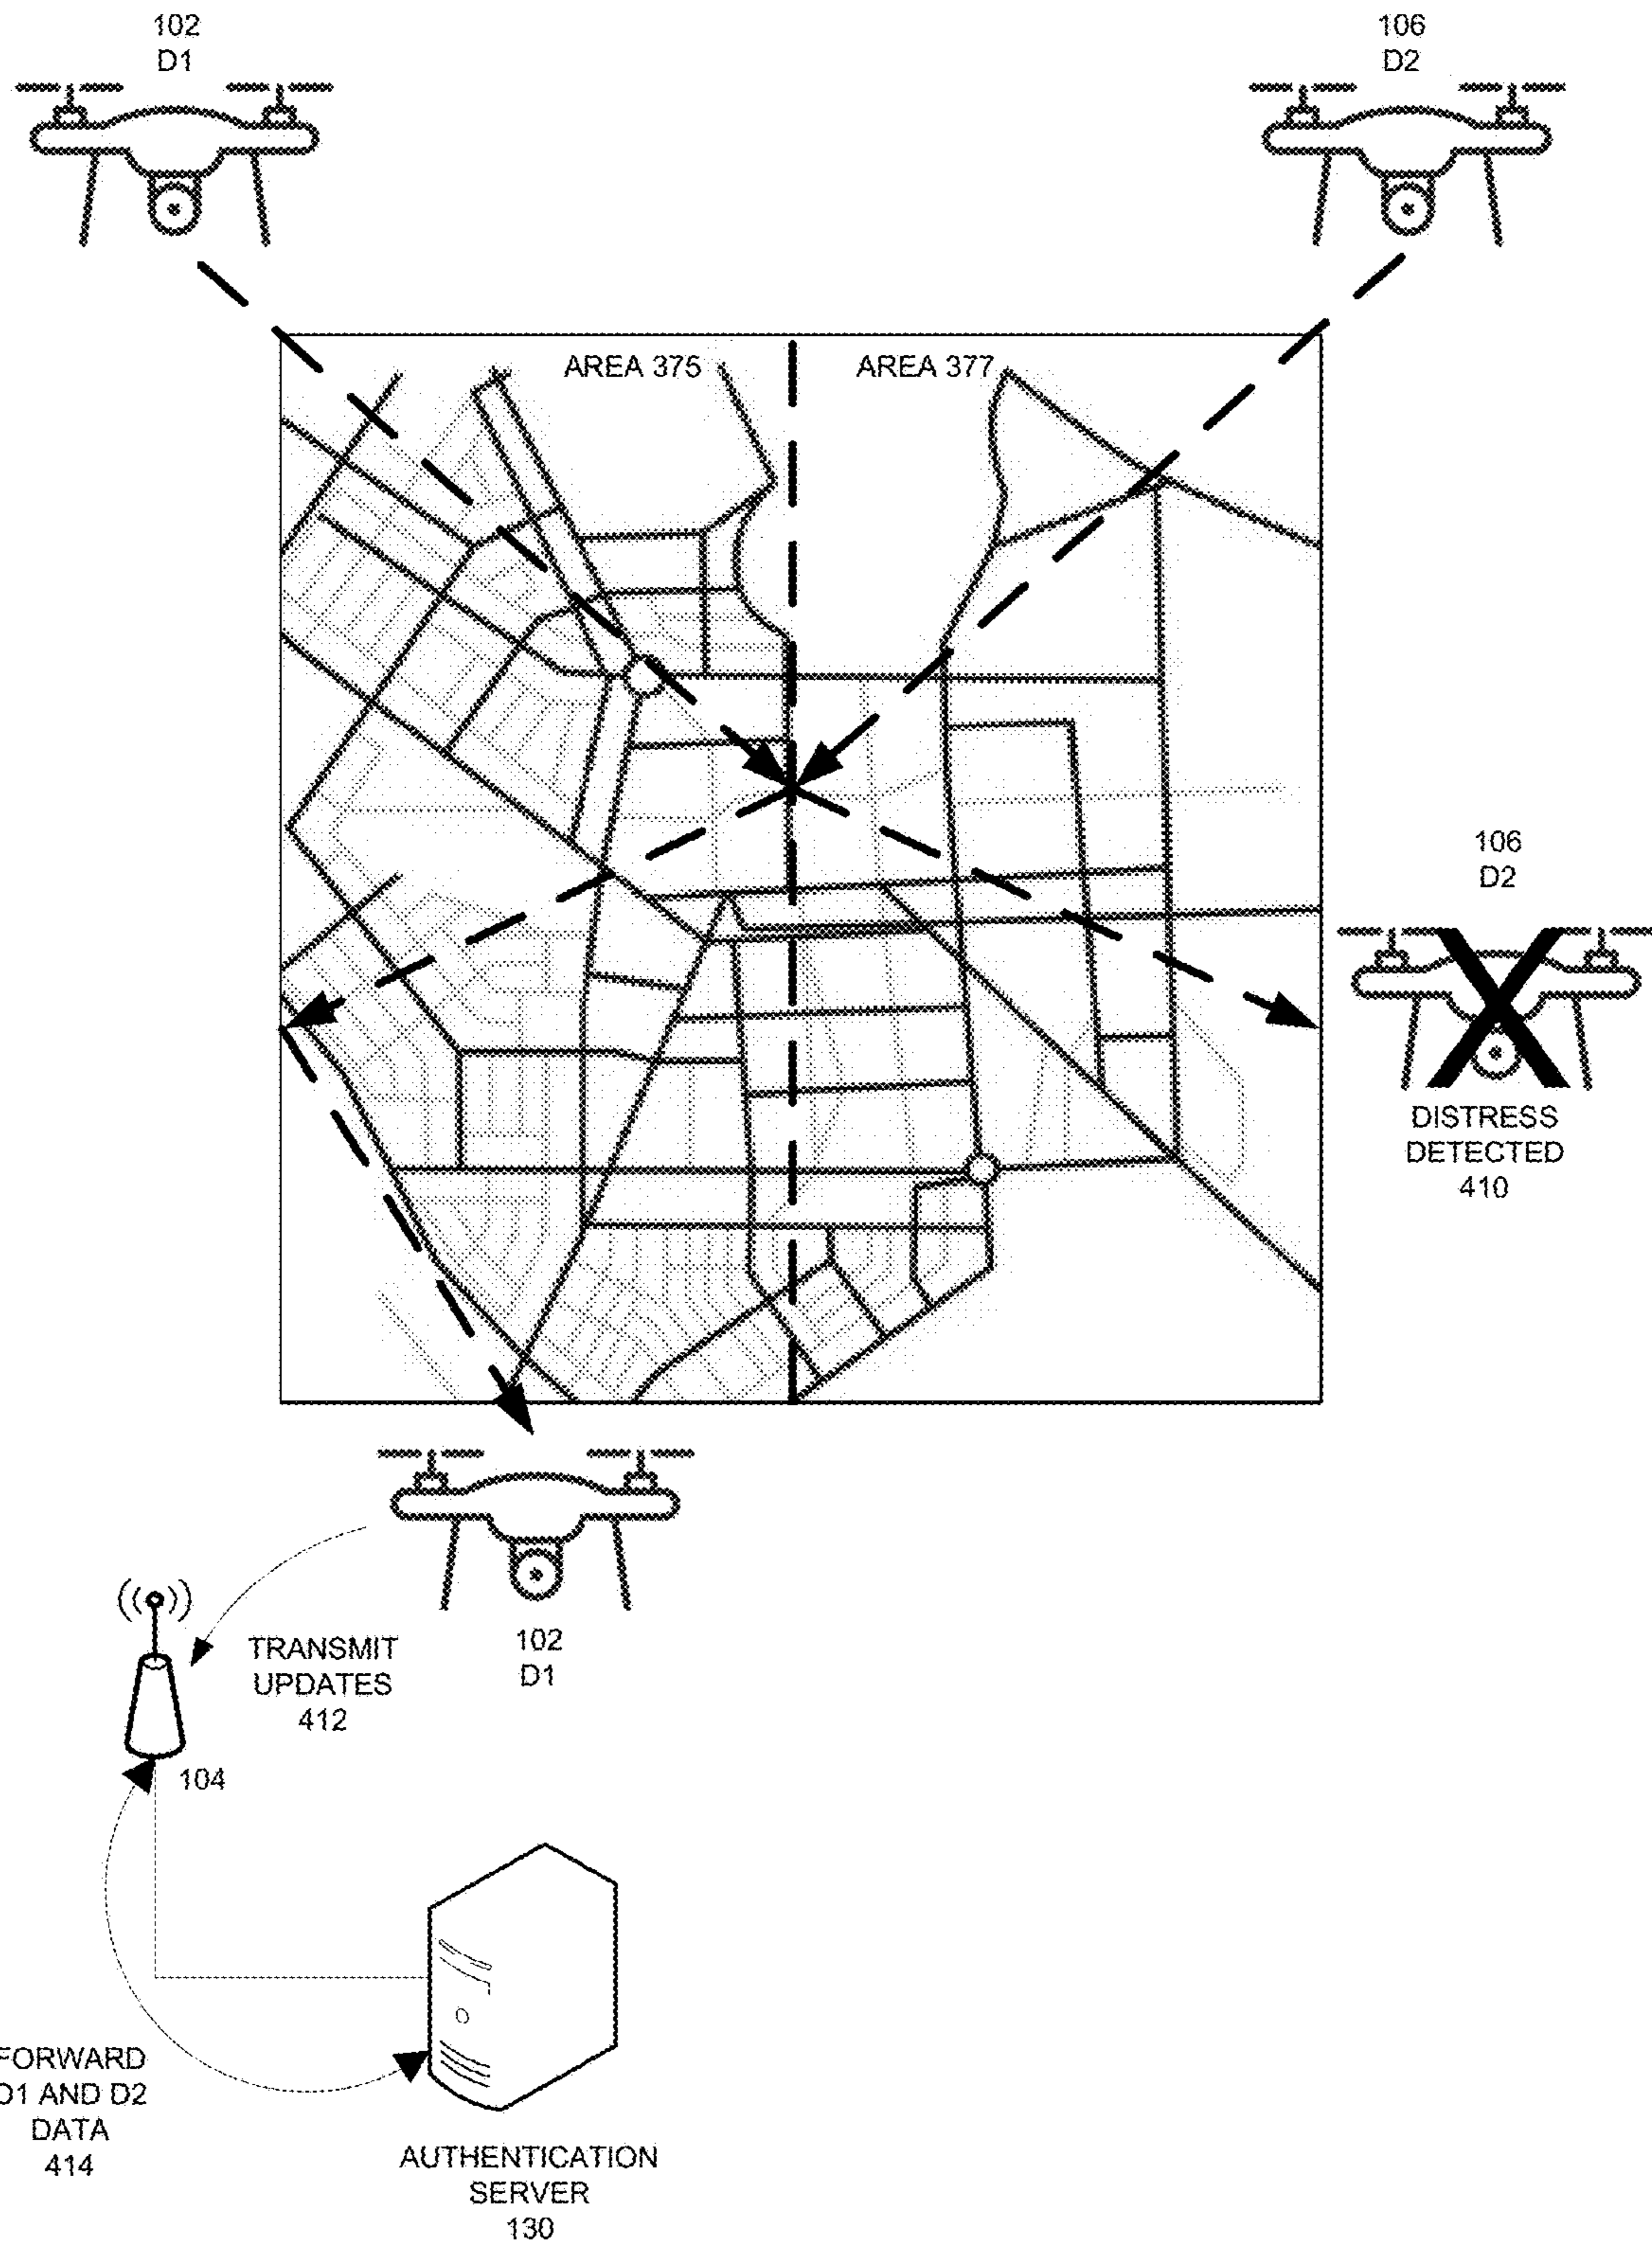 102
D1
106
D2
AREA 375
AREA 377
106
D2
DISTRESS
DETECTED
410
102
D1
TRANSMIT
UPDATES
412
104
FORWARD
D1 AND D2
DATA
414
AUTHENTICATION
SERVER
130